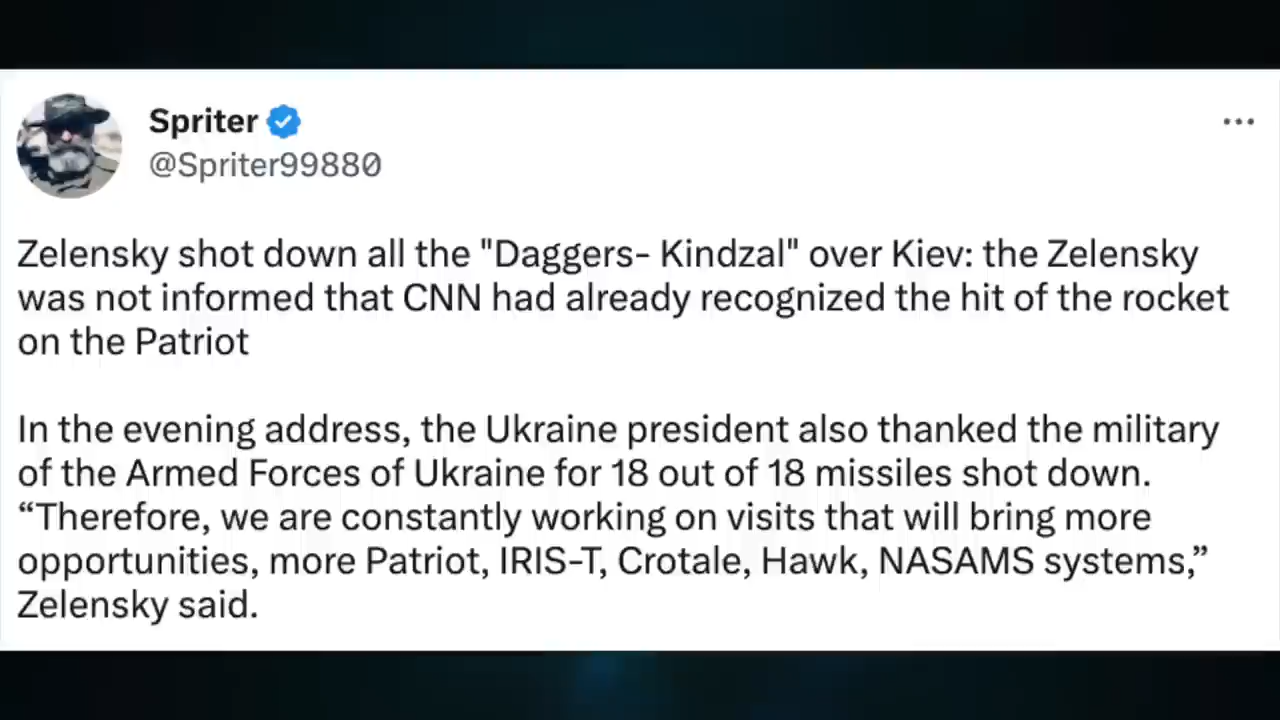 Spriter
@Spriter99880
Zelensky shot down all the "Daggers- Kindzal" over Kiev: the Zelensky
was not informed that CNN had already recognized the hit of the rocket
on the Patriot
In the evening address, the Ukraine president also thanked the military
of the Armed Forces of Ukraine for 18 out of 18 missiles shot down.
“Therefore, we are constantly working on visits that will bring more
opportunities, more Patriot, IRIS-T, Crotale, Hawk, NASAMS systems,”
Zelensky said.